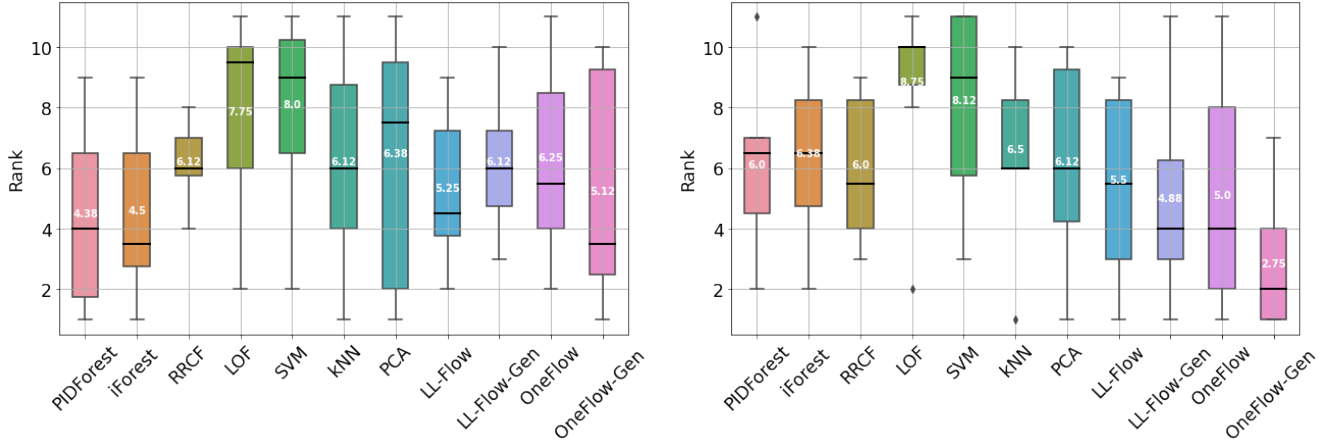 Rank
10
8
6
4
2
4.38
4.5
6.12
7.75
8.0
6.12
6.38
5.25
6.12
6.25
5.12
PIDForest
iForest
RRCF
LOF
SVM
kNN
PCA
LL-Flow
LL-Flow-Gen
OneFlow
OneFlow-Gen
Rank
10
8
6
4
2
6.0
6.38
6.0
8.75
8.12
6.5
6.12
5.5
4.88
5.0
2.75
PIDForest
iForest
RRCF
LOF
SVM
kNN
PCA
LL-Flow
LL-Flow-Gen
OneFlow
OneFlow-Gen